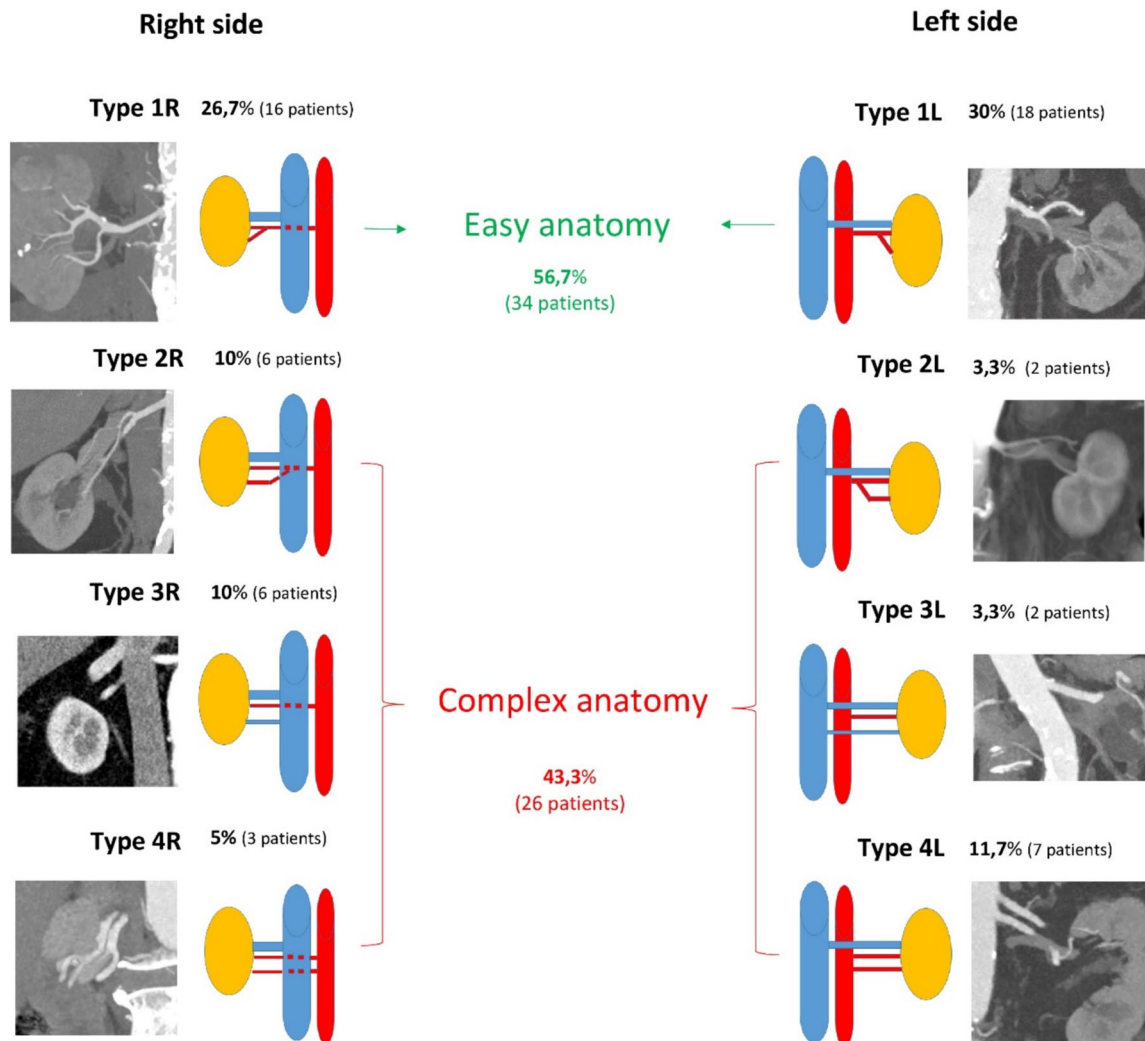 Right side
Left side
Type 1R 26,7% (16 patients)
Type 1L 30% (18 patients)
Easy anatomy
56,7%
(34 patients)
Type 2R 10% (6 patients)
Type 2L 3,3% (2 patients)
Type 3R 10% (6 patients)
Type 3L 3,3% (2 patients)
Complex anatomy
43,3%
(26 patients)
Type 4R 5% (3 patients)
Type 4L 11,7% (7 patients)